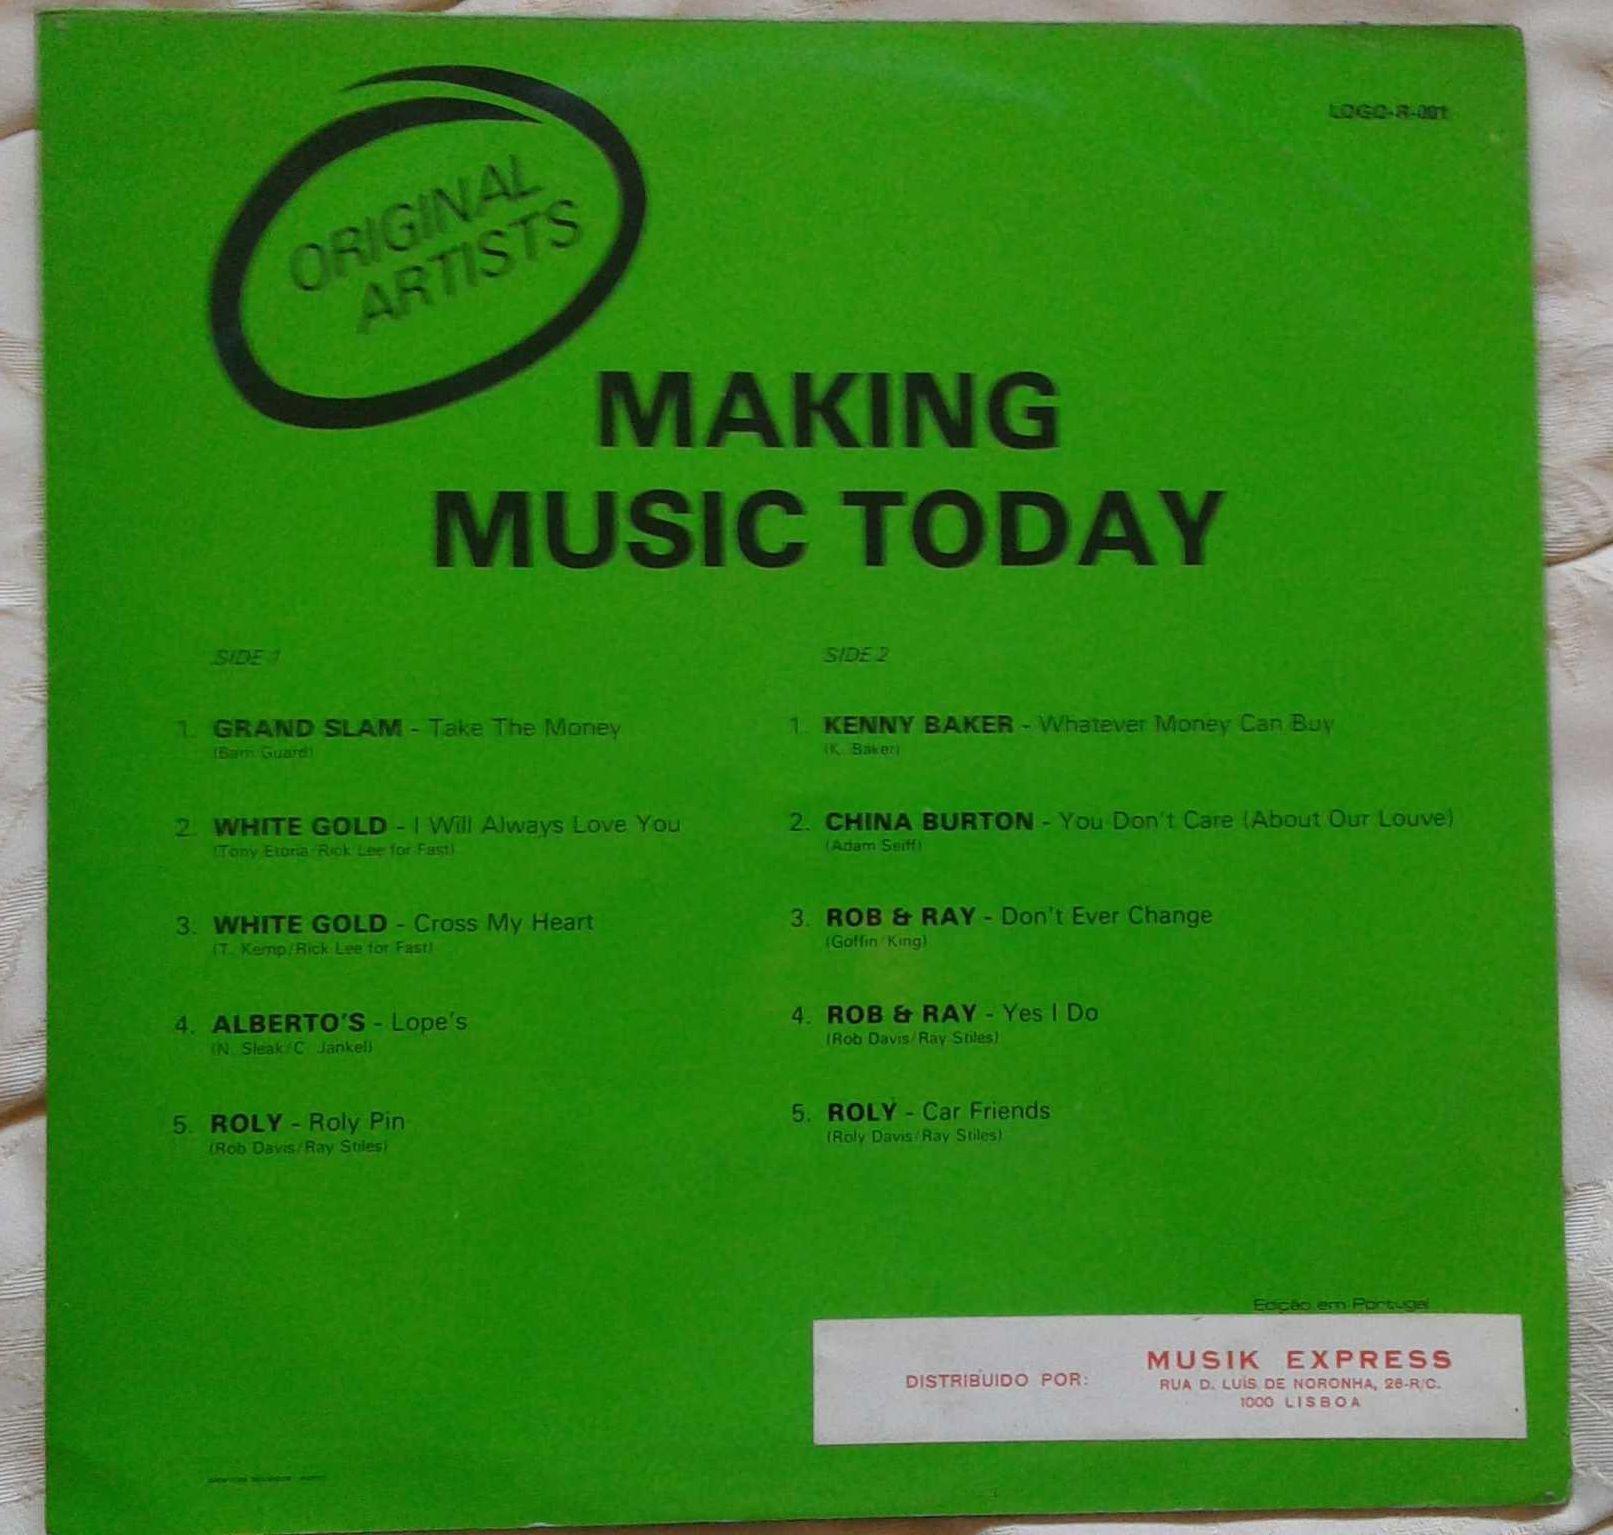 ORIGINAL
ARTISTS
LOGO-R-001
MAKING
MUSIC TODAY
SIDE 1
1. GRAND SLAM - Take The Money
(Bam Guard)
2. WHITE GOLD - I Will Always Love You
(Tony Etoria/Rick Lee for Fast)
3. WHITE GOLD - Cross My Heart
(T. Kemp/Rick Lee for Fast)
4. ALBERTO'S - Lope's
(N. Sleak/C. Jankel)
5. ROLY - Roly Pin
(Rob Davis/Ray Stiles)
SIDE 2
1. KENNY BAKER - Whatever Money Can Buy
(K. Baker)
2. CHINA BURTON - You Don't Care (About Our Louve)
(Adam Seiff)
3. ROB & RAY - Don't Ever Change
(Goffin/King)
4. ROB & RAY - Yes I Do
(Rob Davis/Ray Stiles)
5. ROLY - Car Friends
(Roly Davis/Ray Stiles)
Edição em Portugal
DISTRIBUIDO POR:
MUSIK EXPRESS
RUA D. LUÍS DE NORONHA, 26-R/C.
1000 LISBOA